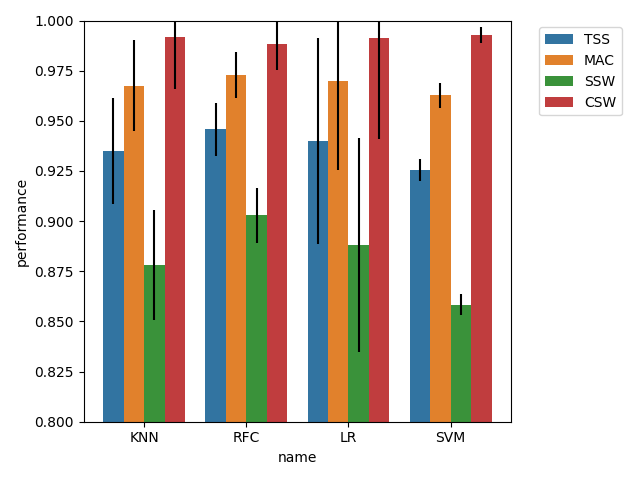 1.000
0.975
0.950
0.925
0.900
0.875
0.850
0.825
0.800
performance
KNN RFC LR SVM
name
TSS
MAC
SSW
CSW